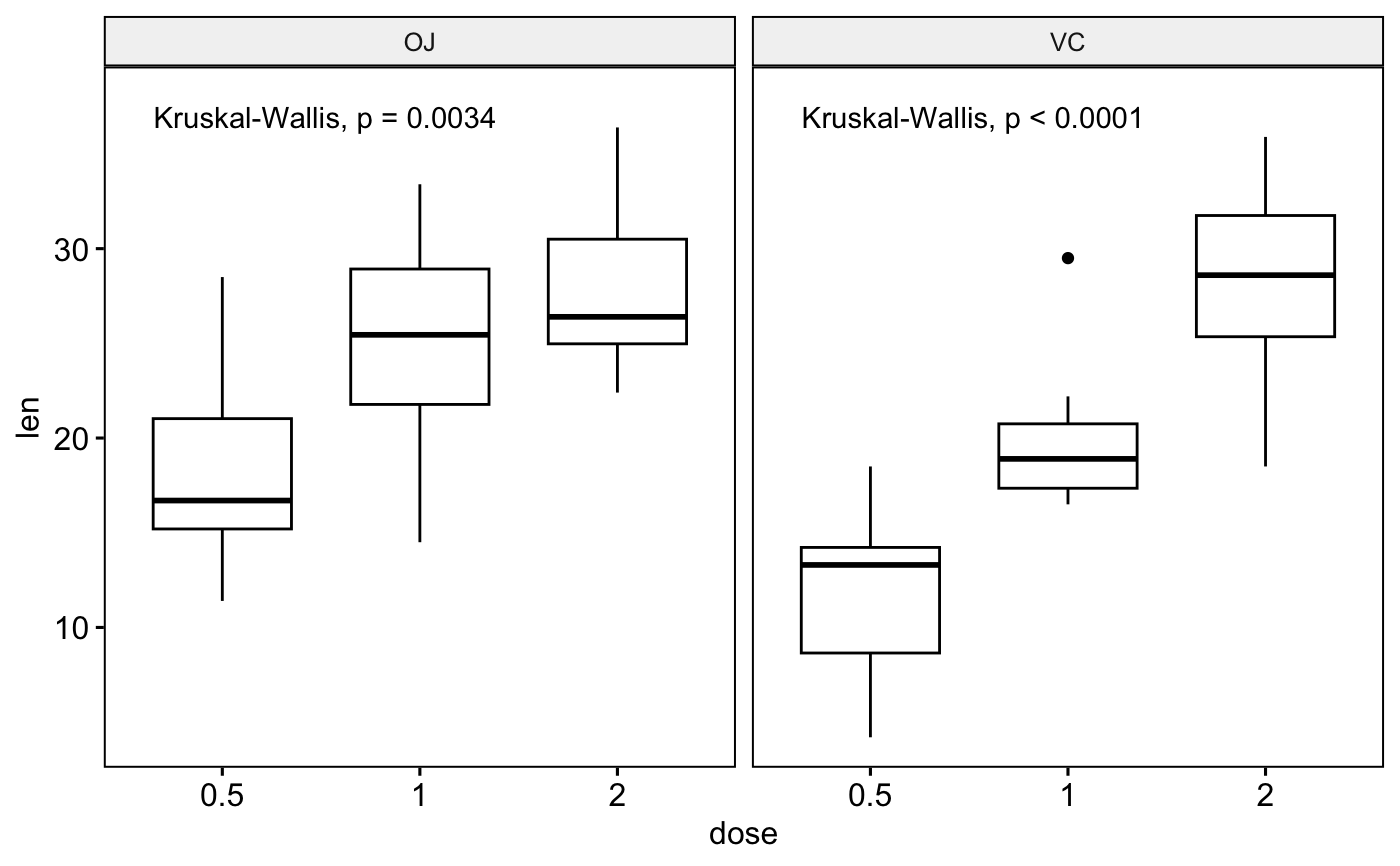 OJ
VC
Kruskal-Wallis, p = 0.0034
Kruskal-Wallis, p < 0.0001
len
30
20
10
0.5 1 2
0.5 1 2
dose